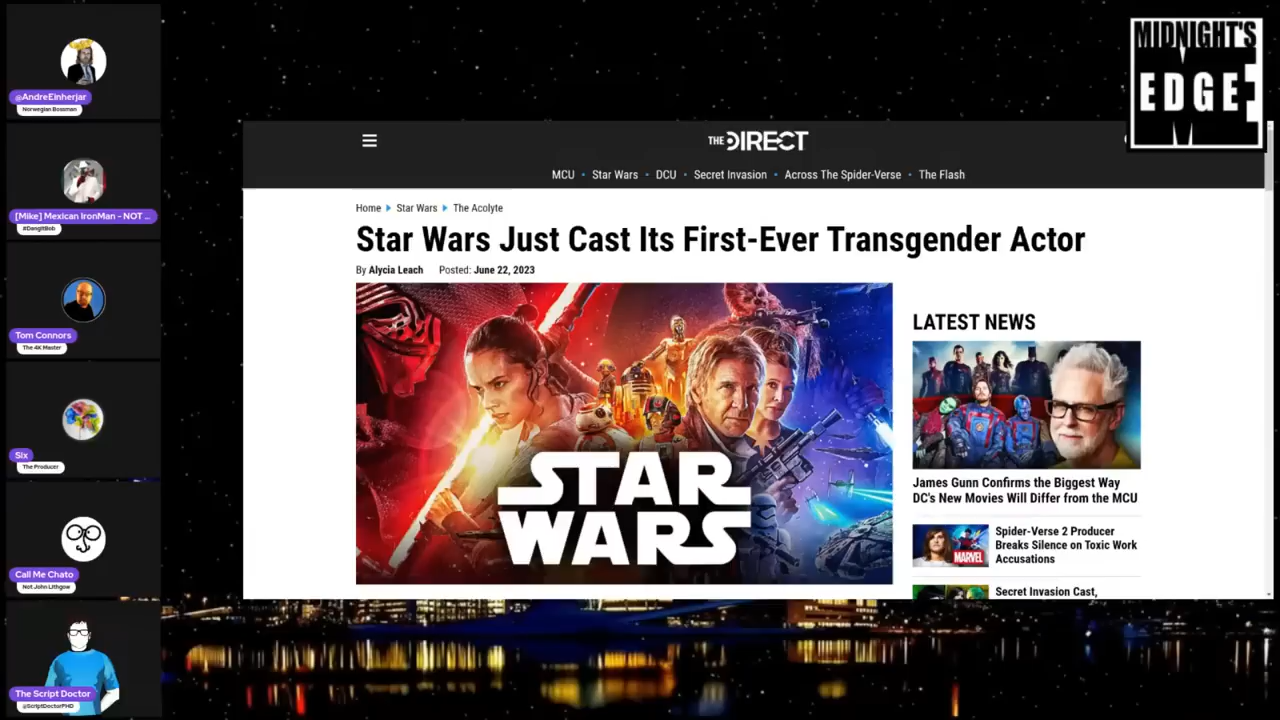 @AndreEinherjar
Norwegian Bossman
[Mike] Mexican IronMan - NOT ...
#DangItBob
Tom Connors
The 4K Master
Six
The Producer
Call Me Chato
Not John Lithgow
The Script Doctor
@ScriptDoctorPHD
MIDNIGHT'S
EDGE
THE DIRECT
MCU • Star Wars • DCU • Secret Invasion • Across The Spider-Verse • The Flash
Home ▶ Star Wars ▶ The Acolyte
Star Wars Just Cast Its First-Ever Transgender Actor
By Alycia Leach Posted: June 22, 2023
STAR
WARS
LATEST NEWS
James Gunn Confirms the Biggest Way
DC's New Movies Will Differ from the MCU
MARVEL
Spider-Verse 2 Producer
Breaks Silence on Toxic Work
Accusations
Secret Invasion Cast,